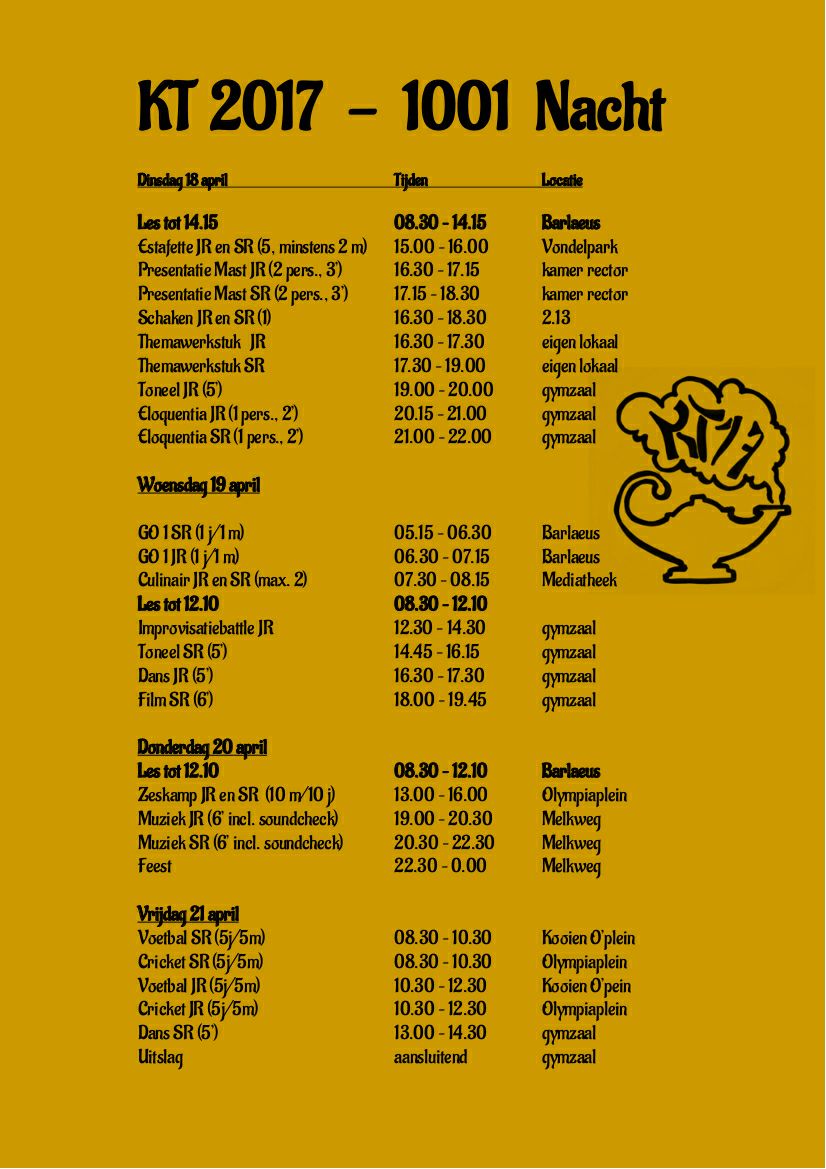 KT 2017 – 1001 Nacht
Dinsdag 18 april Tijden Locatie
Les tot 14.15 08.30 - 14.15 Barlaeus
Estafette JR en SR (5, minstens 2 m) 15.00 - 16.00 Vondelpark
Presentatie Mast JR (2 pers., 3') 16.30 - 17.15 kamer rector
Presentatie Mast SR (2 pers., 3') 17.15 - 18.30 kamer rector
Schaken JR en SR (1) 16.30 - 18.30 2.13
Themawerkstuk JR 16.30 - 17.30 eigen lokaal
Themawerkstuk SR 17.30 - 19.00 eigen lokaal
Toneel JR (5') 19.00 - 20.00 gymzaal
Eloquentia JR (1 pers., 2') 20.15 - 21.00 gymzaal
Eloquentia SR (1 pers., 2') 21.00 - 22.00 gymzaal
KT17
Woensdag 19 april
GO 1 SR (1 j/1 m) 05.15 - 06.30 Barlaeus
GO 1 JR (1 j/1 m) 06.30 - 07.15 Barlaeus
Culinair JR en SR (max. 2) 07.30 - 08.15 Mediatheek
Les tot 12.10 08.30 - 12.10
Improvisatiebattle JR 12.30 - 14.30 gymzaal
Toneel SR (5') 14.45 - 16.15 gymzaal
Dans JR (5') 16.30 - 17.30 gymzaal
Film SR (6') 18.00 - 19.45 gymzaal
Donderdag 20 april
Les tot 12.10 08.30 - 12.10 Barlaeus
Zeskamp JR en SR (10 m/10 j) 13.00 - 16.00 Olympiaplein
Muziek JR (6' incl. soundcheck) 19.00 - 20.30 Melkweg
Muziek SR (6' incl. soundcheck) 20.30 - 22.30 Melkweg
Feest 22.30 - 0.00 Melkweg
Vrijdag 21 april
Voetbal SR (5j/5m) 08.30 - 10.30 Kooien O'plein
Cricket SR (5j/5m) 08.30 - 10.30 Olympiaplein
Voetbal JR (5j/5m) 10.30 - 12.30 Kooien O'pein
Cricket JR (5j/5m) 10.30 - 12.30 Olympiaplein
Dans SR (5') 13.00 - 14.30 gymzaal
Uitslag aansluitend gymzaal